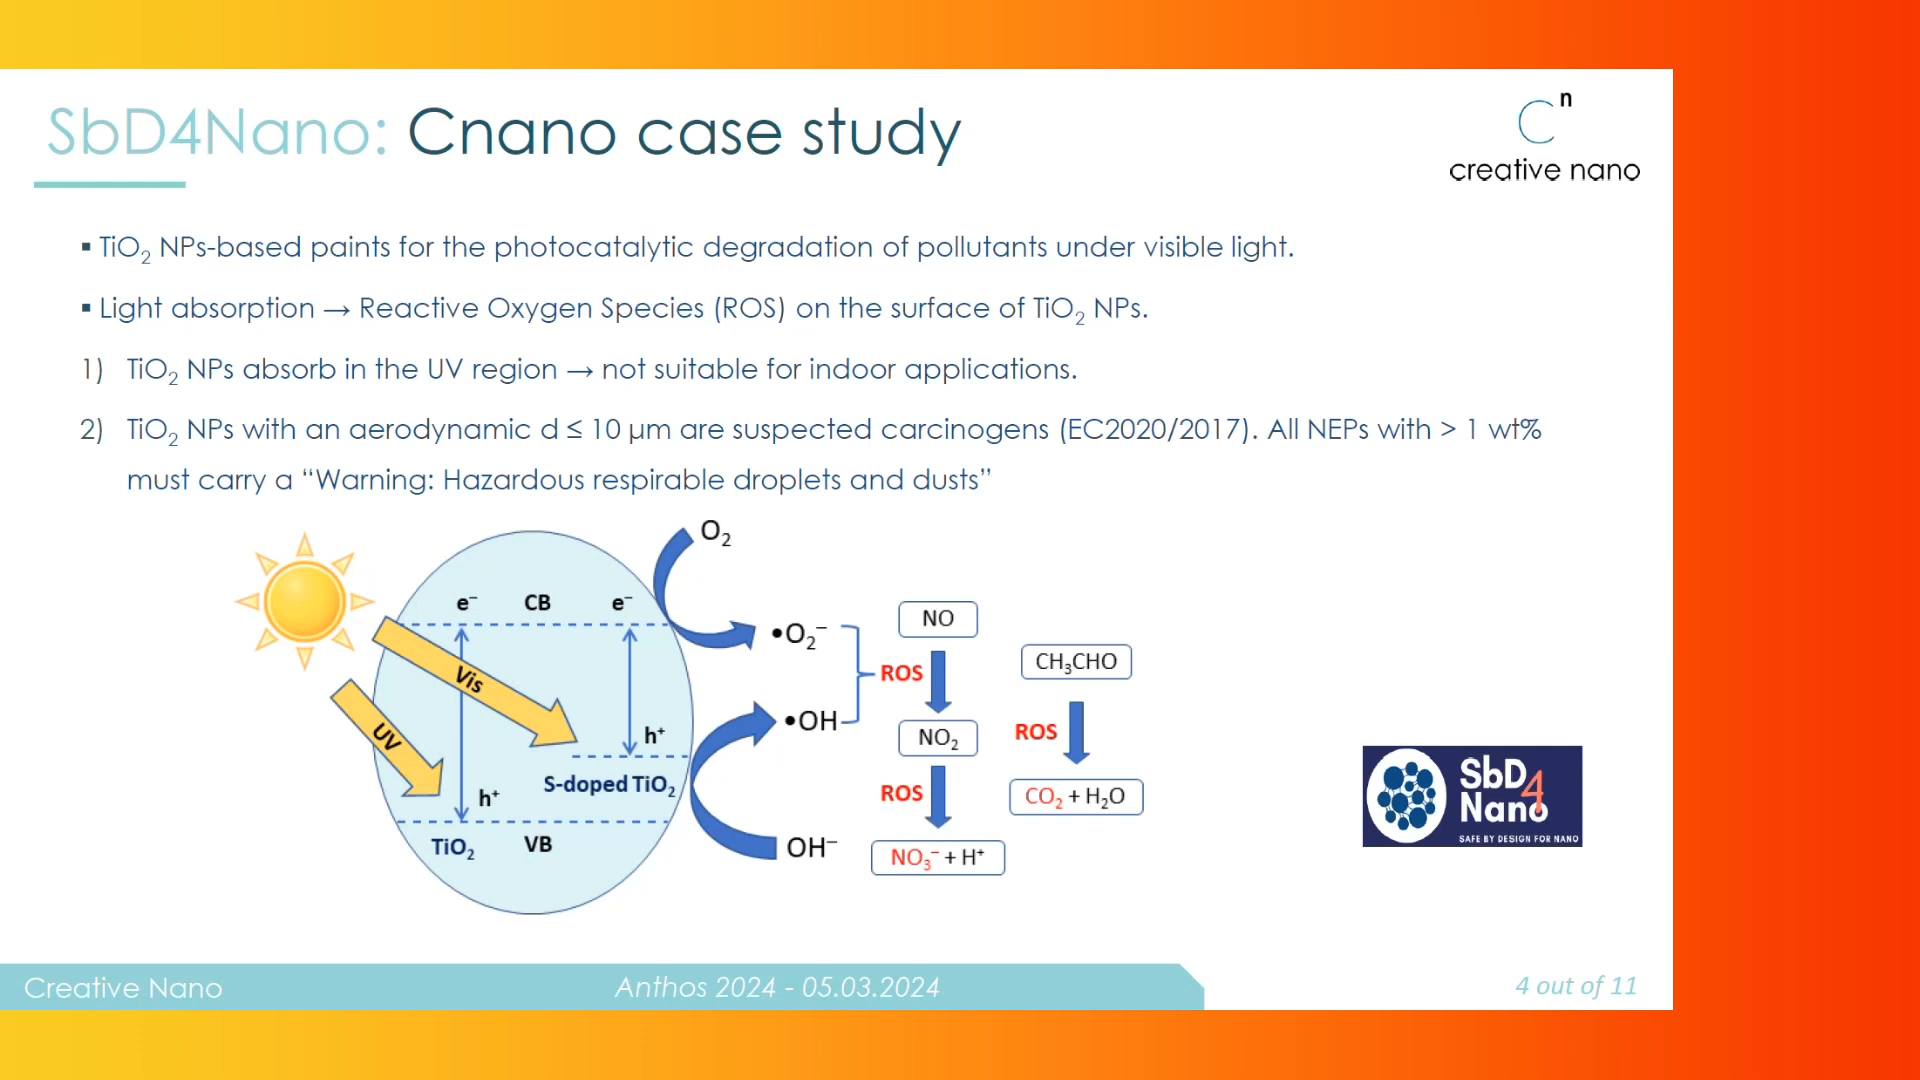 SbD4Nano: Cnano case study
Cⁿ
creative nano
▪ TiO₂ NPs-based paints for the photocatalytic degradation of pollutants under visible light.
▪ Light absorption → Reactive Oxygen Species (ROS) on the surface of TiO₂ NPs.
1) TiO₂ NPs absorb in the UV region → not suitable for indoor applications.
2) TiO₂ NPs with an aerodynamic d ≤ 10 μm are suspected carcinogens (EC2020/2017). All NEPs with > 1 wt%
must carry a “Warning: Hazardous respirable droplets and dusts”
O₂
e⁻ CB e⁻
Vis
UV
h⁺
S-doped TiO₂
h⁺
TiO₂ VB
•O₂⁻
•OH
OH⁻
NO
ROS
NO₂
ROS
NO₃⁻ + H⁺
CH₃CHO
ROS
CO₂ + H₂O
SbD4
Nano
SAFE BY DESIGN FOR NANO
Creative Nano
Anthos 2024 - 05.03.2024
4 out of 11